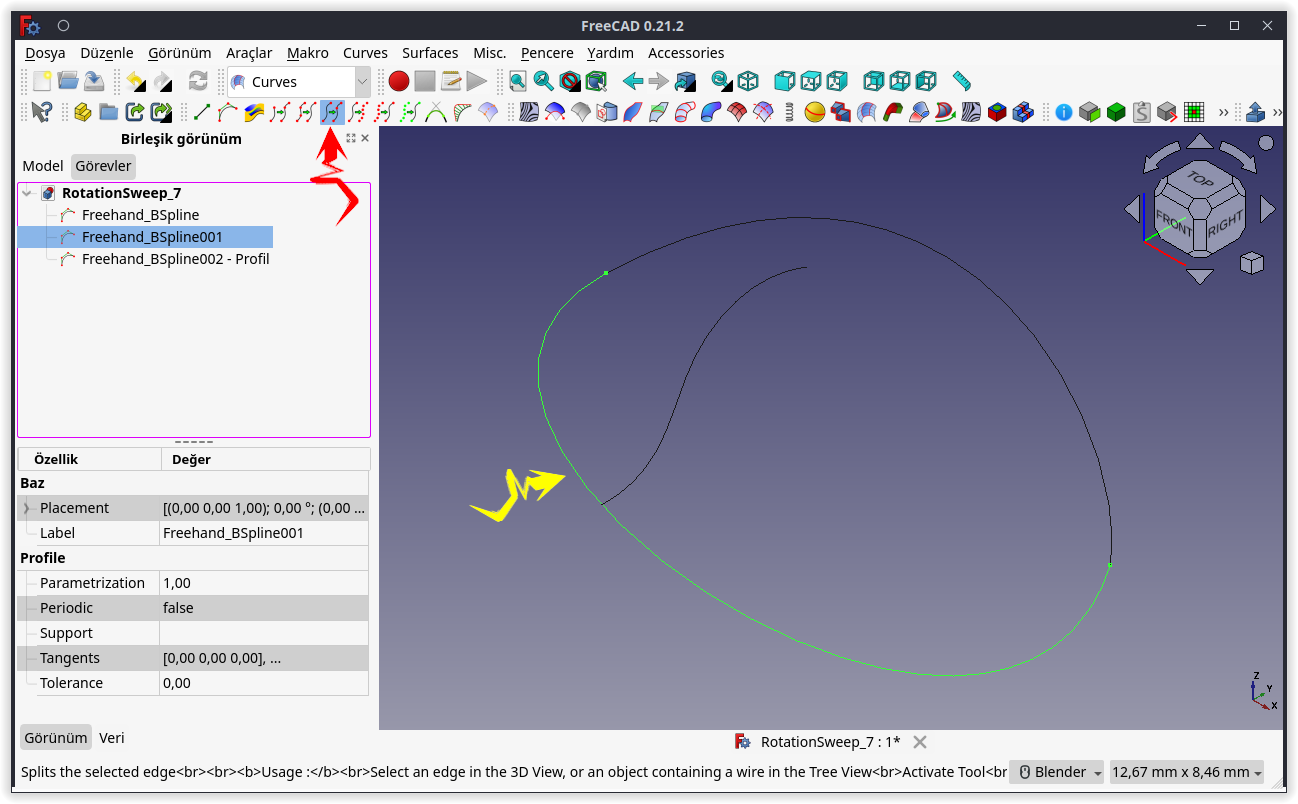 FreeCAD 0.21.2
Dosya Düzenle Görünüm Araçlar Makro Curves Surfaces Misc. Pencere Yardım Accessories
Curves
Birleşik görünüm
Model Görevler
RotationSweep_7
Freehand_BSpline
Freehand_BSpline001
Freehand_BSpline002 - Profil
TOP
FRONT
RIGHT
Özellik Değer
Baz
Placement [(0,00 0,00 1,00); 0,00 °; (0,00 ...
Label Freehand_BSpline001
Profile
Parametrization 1,00
Periodic false
Support
Tangents [0,00 0,00 0,00], ...
Tolerance 0,00
Z
Y
X
Görünüm Veri
RotationSweep_7 : 1*
Splits the selected edge<br><br><b>Usage :</b><br>Select an edge in the 3D View, or an object containing a wire in the Tree View<br>Activate Tool<br Blender 12,67 mm x 8,46 mm